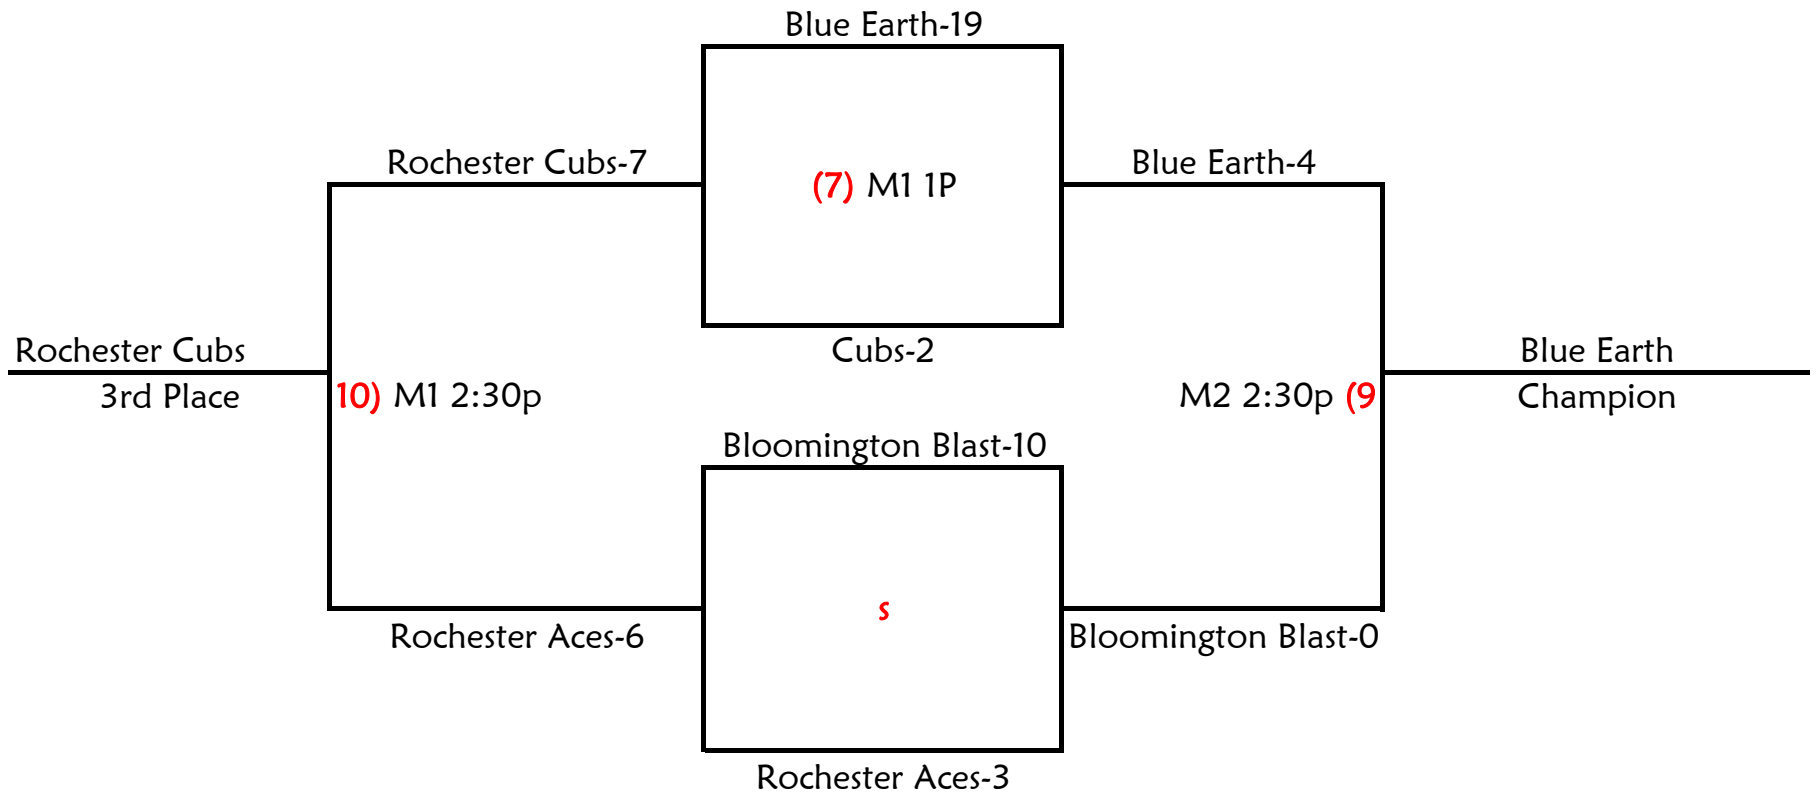 Blue Earth-19
Rochester Cubs-7
(7) M1 1P
Blue Earth-4
Cubs-2
Rochester Cubs
3rd Place
10) M1 2:30p
M2 2:30p (9
Blue Earth
Champion
Bloomington Blast-10
s
Rochester Aces-6
Bloomington Blast-0
Rochester Aces-3